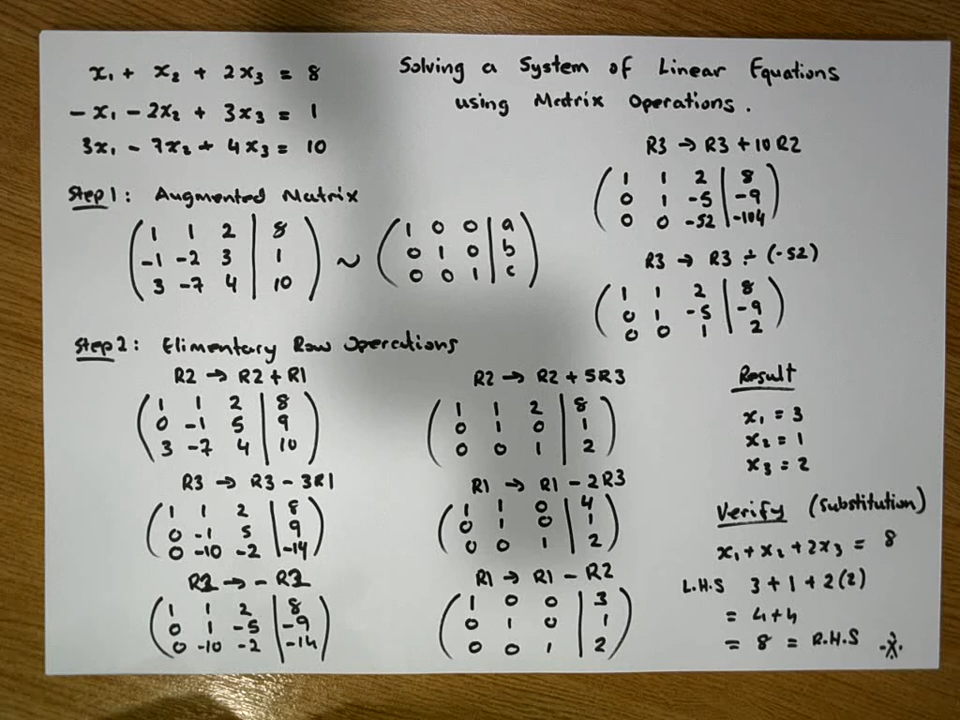 x₁ + x₂ + 2x₃ = 8
-x₁ - 2x₂ + 3x₃ = 1
3x₁ - 7x₂ + 4x₃ = 10
Solving a System of Linear Equations
using Matrix Operations.
Step 1: Augmented Matrix
( 1 1 2 | 8 ) ~ ( 1 0 0 | a )
( -1 -2 3 | 1 ) ( 0 1 0 | b )
( 3 -7 4 | 10 ) ( 0 0 1 | c )
Step 2: Elimentary Row Operations
R2 → R2 + R1
( 1 1 2 | 8 )
( 0 -1 5 | 9 )
( 3 -7 4 | 10 )
R3 → R3 - 3R1
( 1 1 2 | 8 )
( 0 -1 5 | 9 )
( 0 -10 -2 | -14 )
R2 → - R2
( 1 1 2 | 8 )
( 0 1 -5 | -9 )
( 0 -10 -2 | -14 )
R3 → R3 + 10 R2
( 1 1 2 | 8 )
( 0 1 -5 | -9 )
( 0 0 -52 | -104 )
R3 → R3 ÷ (-52)
( 1 1 2 | 8 )
( 0 1 -5 | -9 )
( 0 0 1 | 2 )
R2 → R2 + 5R3
( 1 1 2 | 8 )
( 0 1 0 | 1 )
( 0 0 1 | 2 )
R1 → R1 - 2R3
( 1 1 0 | 4 )
( 0 1 0 | 1 )
( 0 0 1 | 2 )
R1 → R1 - R2
( 1 0 0 | 3 )
( 0 1 0 | 1 )
( 0 0 1 | 2 )
Result
x₁ = 3
x₂ = 1
x₃ = 2
Verify (Substitution)
x₁ + x₂ + 2x₃ = 8
L.H.S 3 + 1 + 2(2)
= 4+4
= 8 = R.H.S